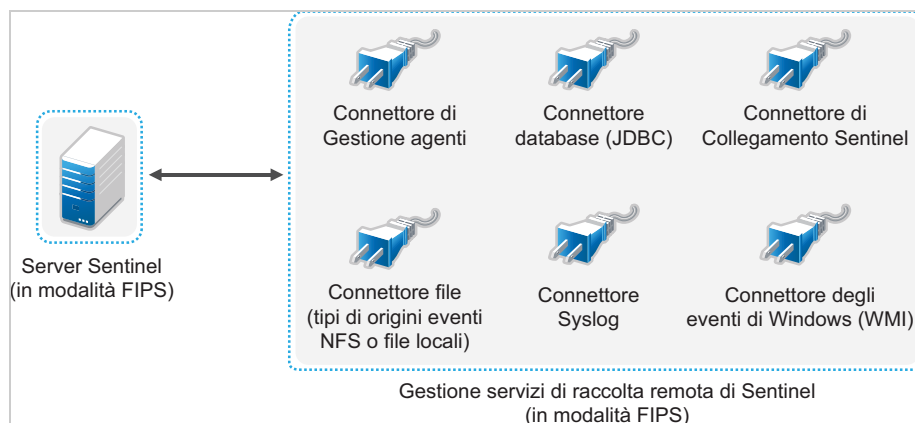 Connettore di
Gestione agenti
Connettore
database (JDBC)
Connettore di
Collegamento Sentinel
Server Sentinel
(in modalità FIPS)
Connettore file
(tipi di origini eventi
NFS o file locali)
Connettore
Syslog
Connettore degli
eventi di Windows (WMI)
Gestione servizi di raccolta remota di Sentinel
(in modalità FIPS)